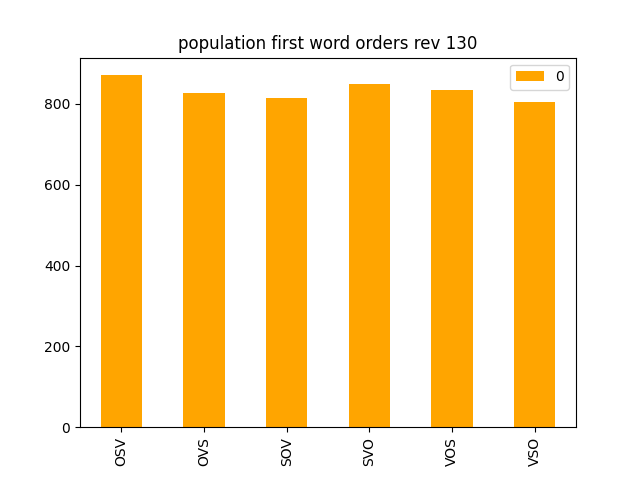 population first word orders rev 130
0
800
600
400
200
0
OSV
OVS
SOV
SVO
VOS
VSO